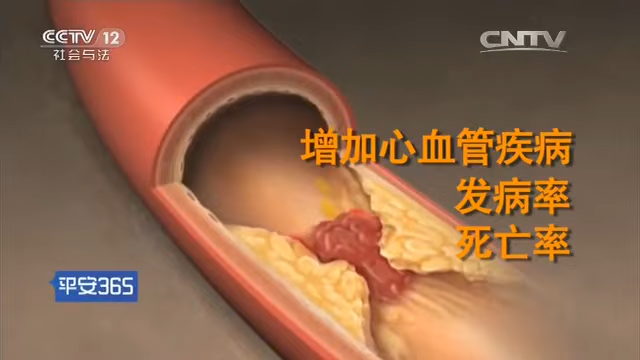 CCTV 12
社会与法
CNTV
增加心血管疾病
发病率
死亡率
平安365